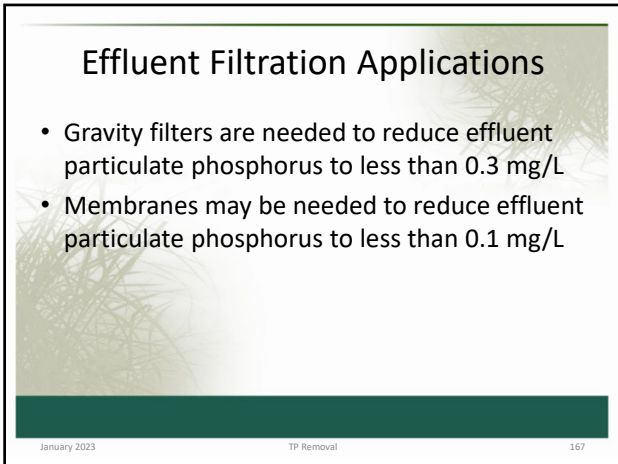 Effluent Filtration Applications
• Gravity filters are needed to reduce effluent
particulate phosphorus to less than 0.3 mg/L
• Membranes may be needed to reduce effluent
particulate phosphorus to less than 0.1 mg/L
January 2023
TP Removal
167